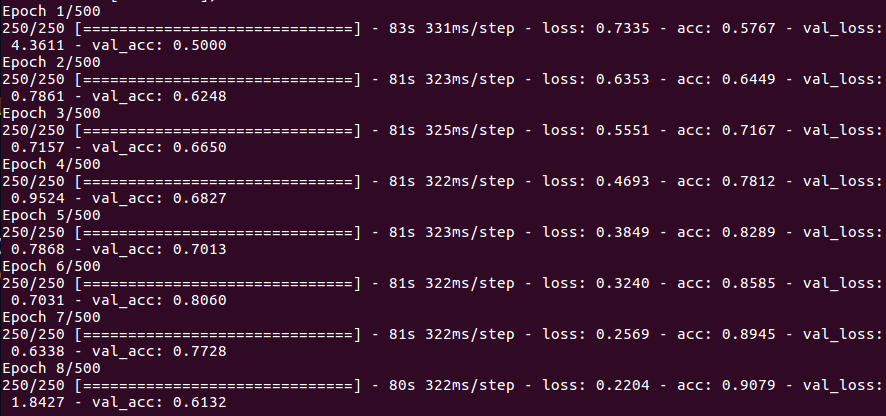 Epoch 1/500
250/250 [==============================] - 83s 331ms/step - loss: 0.7335 - acc: 0.5767 - val_loss:
4.3611 - val_acc: 0.5000
Epoch 2/500
250/250 [==============================] - 81s 323ms/step - loss: 0.6353 - acc: 0.6449 - val_loss:
0.7861 - val_acc: 0.6248
Epoch 3/500
250/250 [==============================] - 81s 325ms/step - loss: 0.5551 - acc: 0.7167 - val_loss:
0.7157 - val_acc: 0.6650
Epoch 4/500
250/250 [==============================] - 81s 322ms/step - loss: 0.4693 - acc: 0.7812 - val_loss:
0.9524 - val_acc: 0.6827
Epoch 5/500
250/250 [==============================] - 81s 323ms/step - loss: 0.3849 - acc: 0.8289 - val_loss:
0.7868 - val_acc: 0.7013
Epoch 6/500
250/250 [==============================] - 81s 322ms/step - loss: 0.3240 - acc: 0.8585 - val_loss:
0.7031 - val_acc: 0.8060
Epoch 7/500
250/250 [==============================] - 81s 322ms/step - loss: 0.2569 - acc: 0.8945 - val_loss:
0.6338 - val_acc: 0.7728
Epoch 8/500
250/250 [==============================] - 80s 322ms/step - loss: 0.2204 - acc: 0.9079 - val_loss:
1.8427 - val_acc: 0.6132